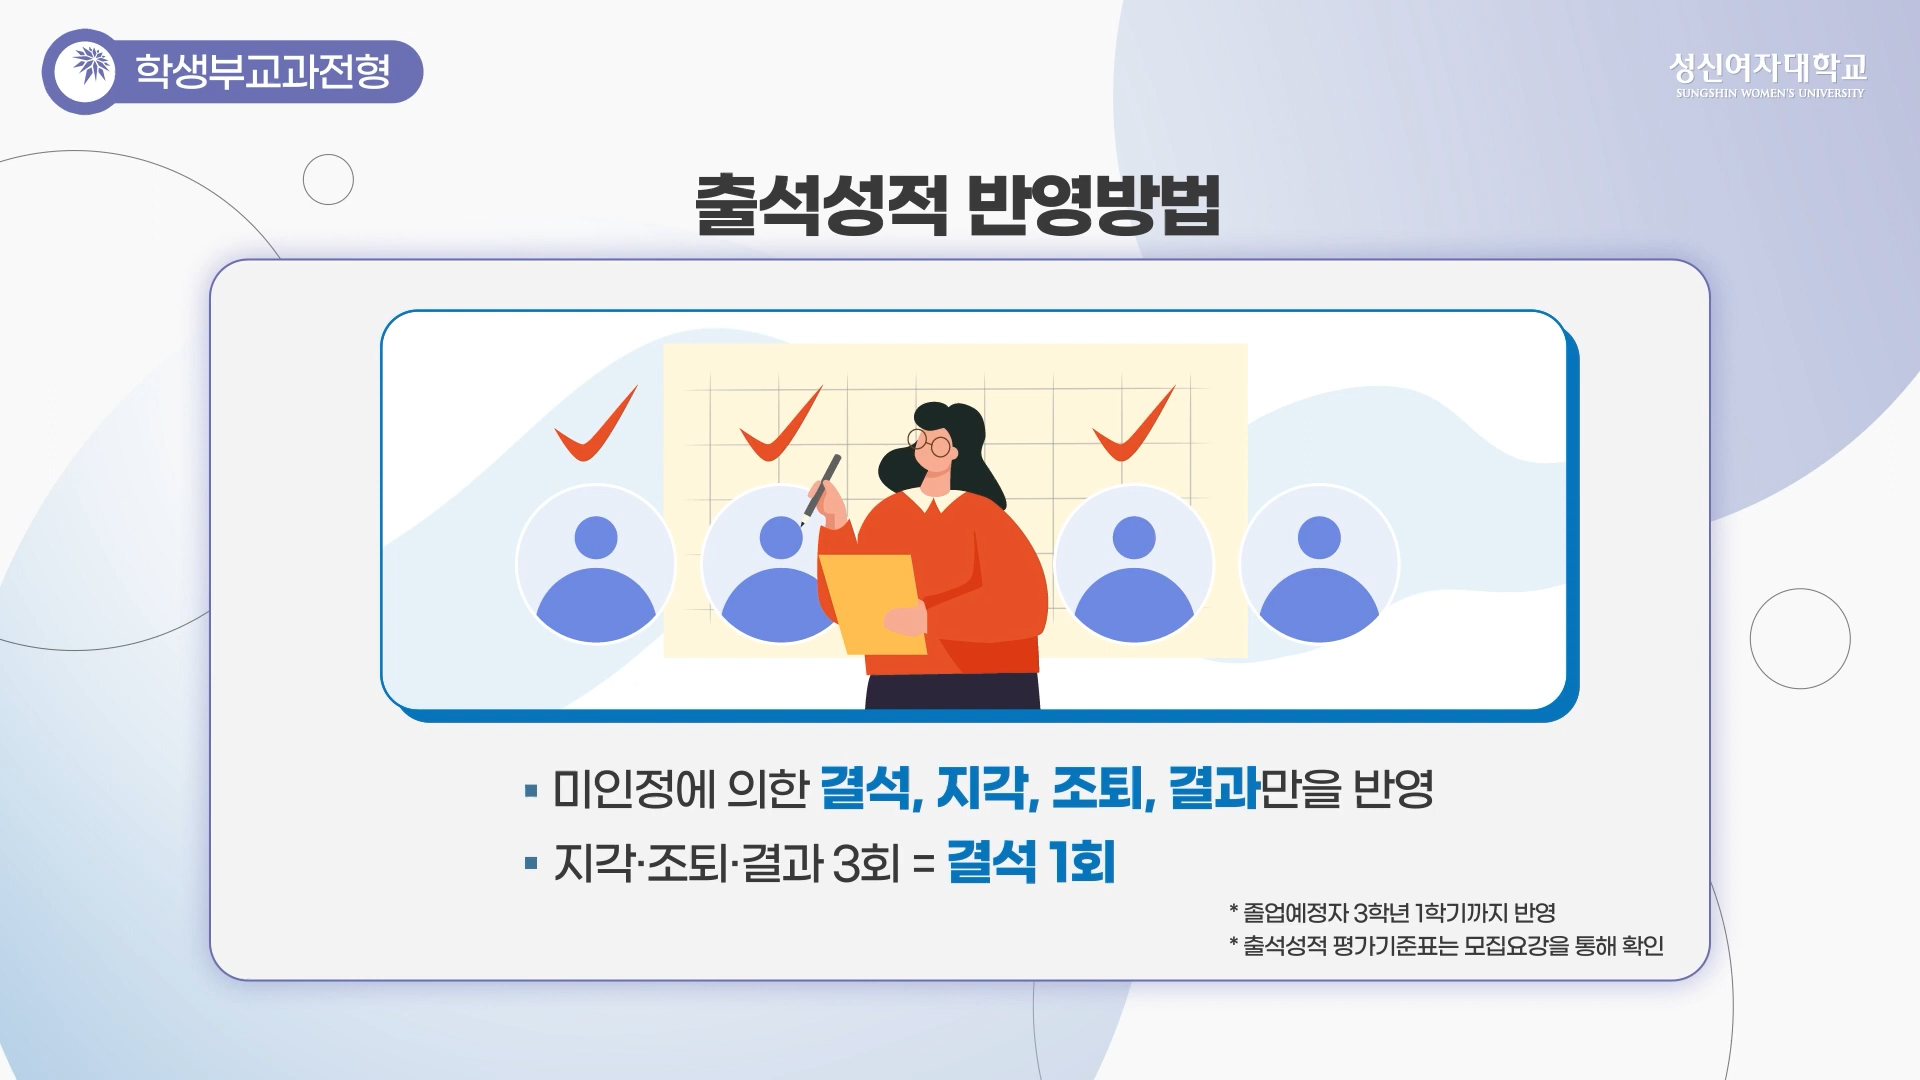 학생부교과전형
성신여자대학교
SUNGSHIN WOMEN'S UNIVERSITY
출석성적 반영방법
▪ 미인정에 의한 결석, 지각, 조퇴, 결과만을 반영
▪ 지각·조퇴·결과 3회 = 결석 1회
* 졸업예정자 3학년 1학기까지 반영
* 출석성적 평가기준표는 모집요강을 통해 확인